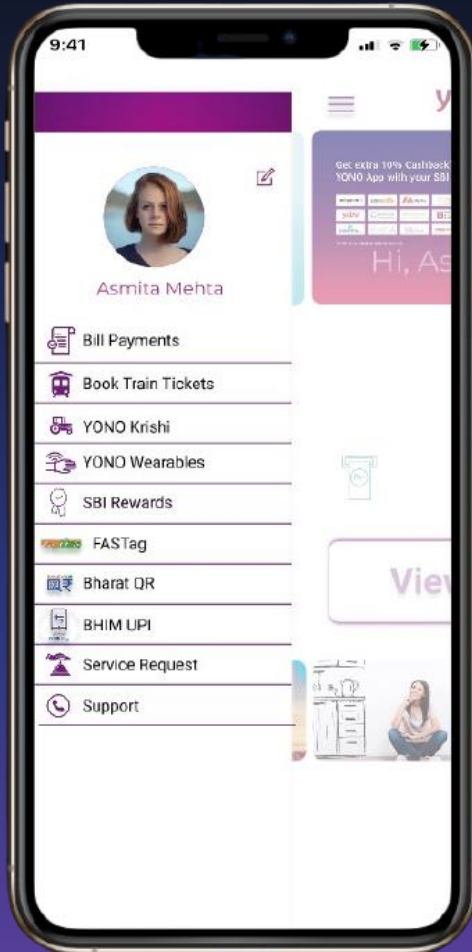 9:41
Get extra 10% Cashback
YONO App with your SBI
Hi, As
Asmita Mehta
Bill Payments
Book Train Tickets
YONO Krishi
YONO Wearables
SBI Rewards
FASTag
Bharat QR
BHIM UPI
Service Request
Support
View